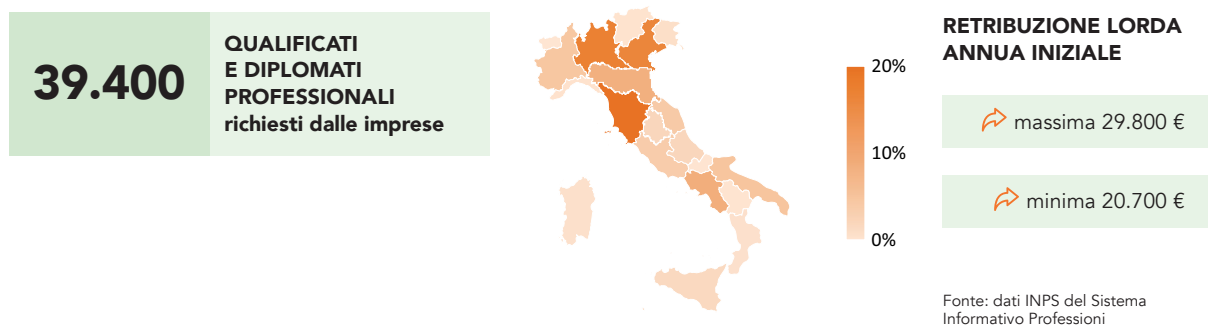 39.400
QUALIFICATI
E DIPLOMATI
PROFESSIONALI
richiesti dalle imprese
20%
10%
0%
RETRIBUZIONE LORDA
ANNUA INIZIALE
massima 29.800 €
minima 20.700 €
Fonte: dati INPS del Sistema
Informativo Professioni